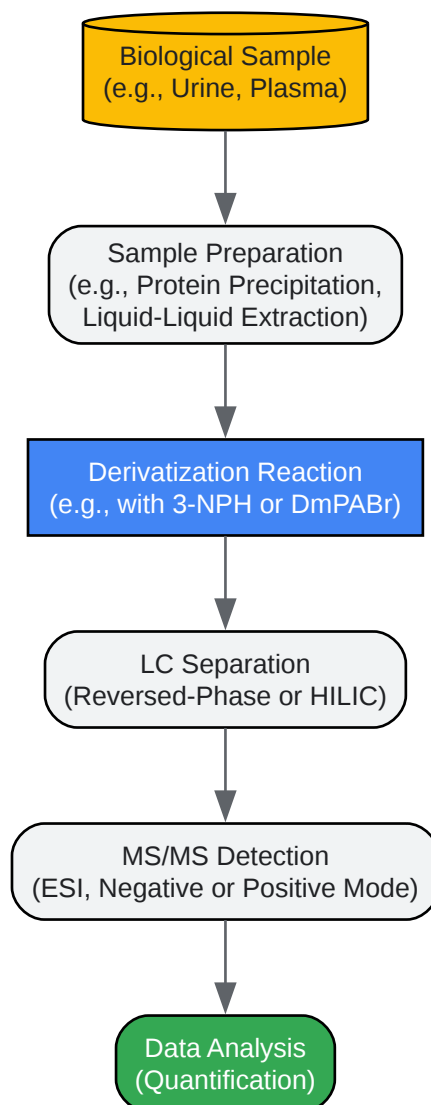 Biological Sample
(e.g., Urine, Plasma)
Sample Preparation
(e.g., Protein Precipitation,
Liquid-Liquid Extraction)
Derivatization Reaction
(e.g., with 3-NPH or DmPABr)
LC Separation
(Reversed-Phase or HILIC)
MS/MS Detection
(ESI, Negative or Positive Mode)
Data Analysis
(Quantification)